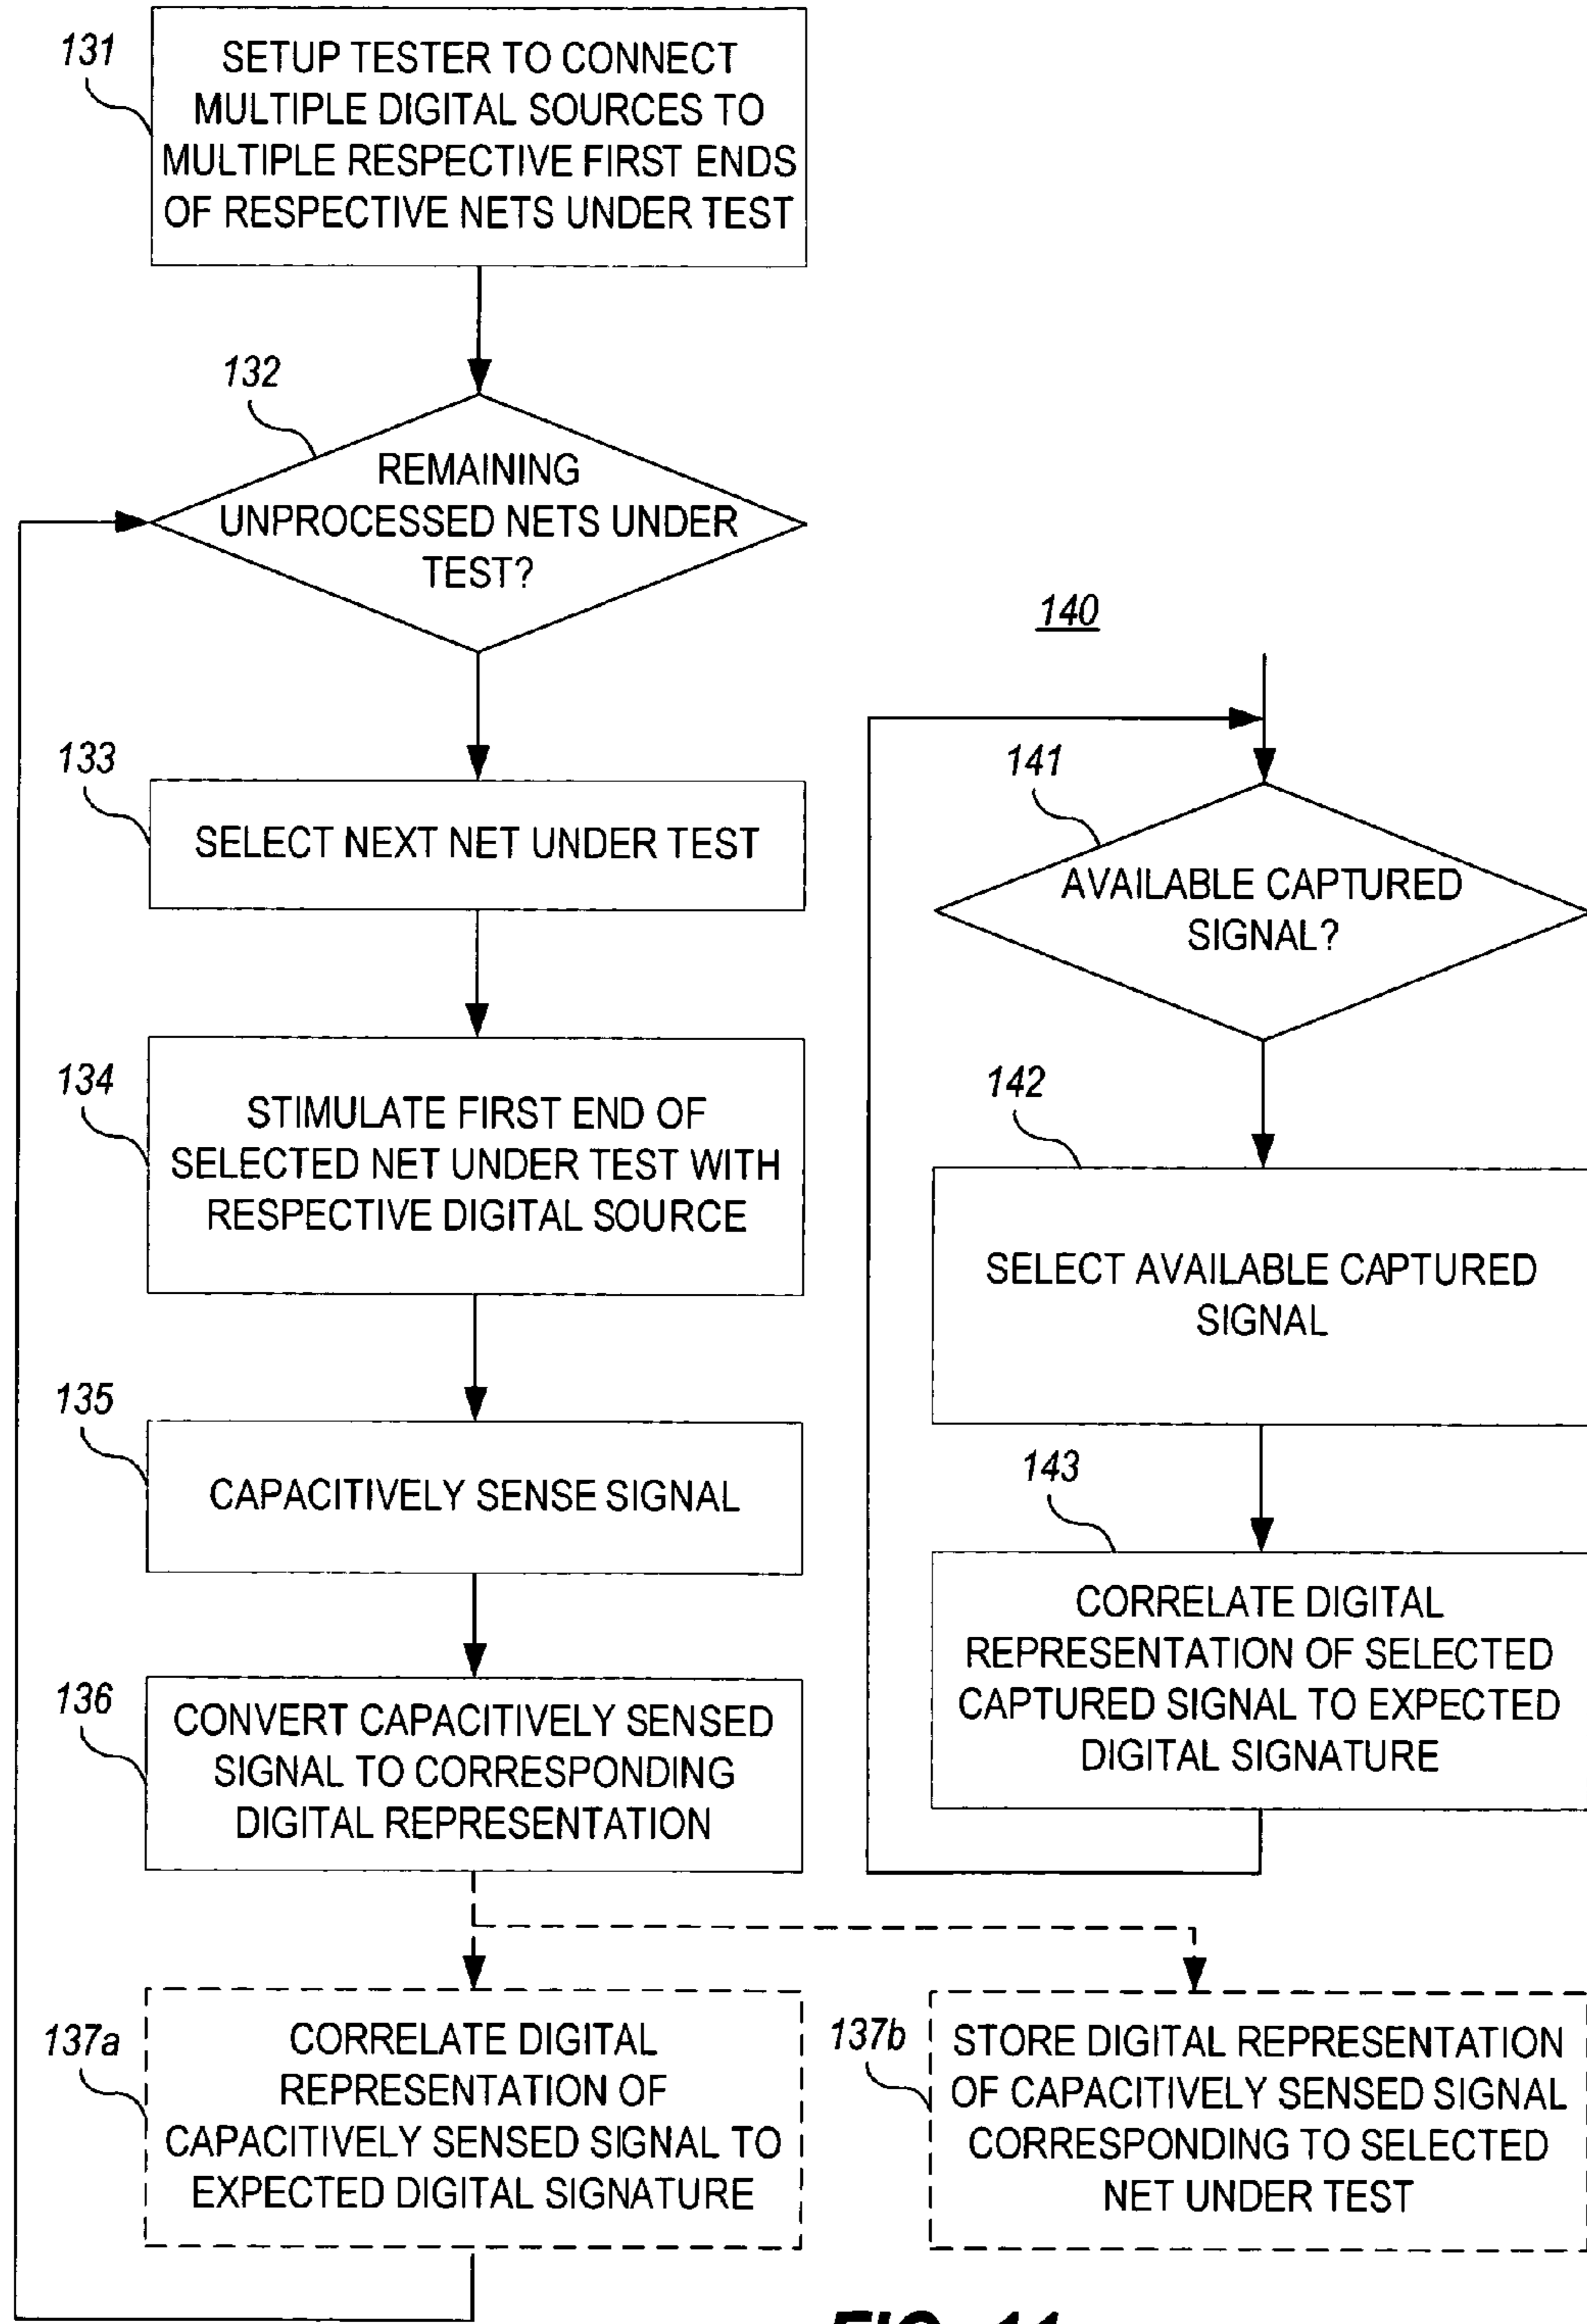 131
SETUP TESTER TO CONNECT
MULTIPLE DIGITAL SOURCES TO
MULTIPLE RESPECTIVE FIRST ENDS
OF RESPECTIVE NETS UNDER TEST
132
REMAINING
UNPROCESSED NETS UNDER
TEST?
133
SELECT NEXT NET UNDER TEST
134
STIMULATE FIRST END OF
SELECTED NET UNDER TEST WITH
RESPECTIVE DIGITAL SOURCE
135
CAPACITIVELY SENSE SIGNAL
136
CONVERT CAPACITIVELY SENSED
SIGNAL TO CORRESPONDING
DIGITAL REPRESENTATION
137a
CORRELATE DIGITAL
REPRESENTATION OF
CAPACITIVELY SENSED SIGNAL TO
EXPECTED DIGITAL SIGNATURE
137b
STORE DIGITAL REPRESENTATION
OF CAPACITIVELY SENSED SIGNAL
CORRESPONDING TO SELECTED
NET UNDER TEST
140
141
AVAILABLE CAPTURED
SIGNAL?
142
SELECT AVAILABLE CAPTURED
SIGNAL
143
CORRELATE DIGITAL
REPRESENTATION OF SELECTED
CAPTURED SIGNAL TO EXPECTED
DIGITAL SIGNATURE
FIG. 11